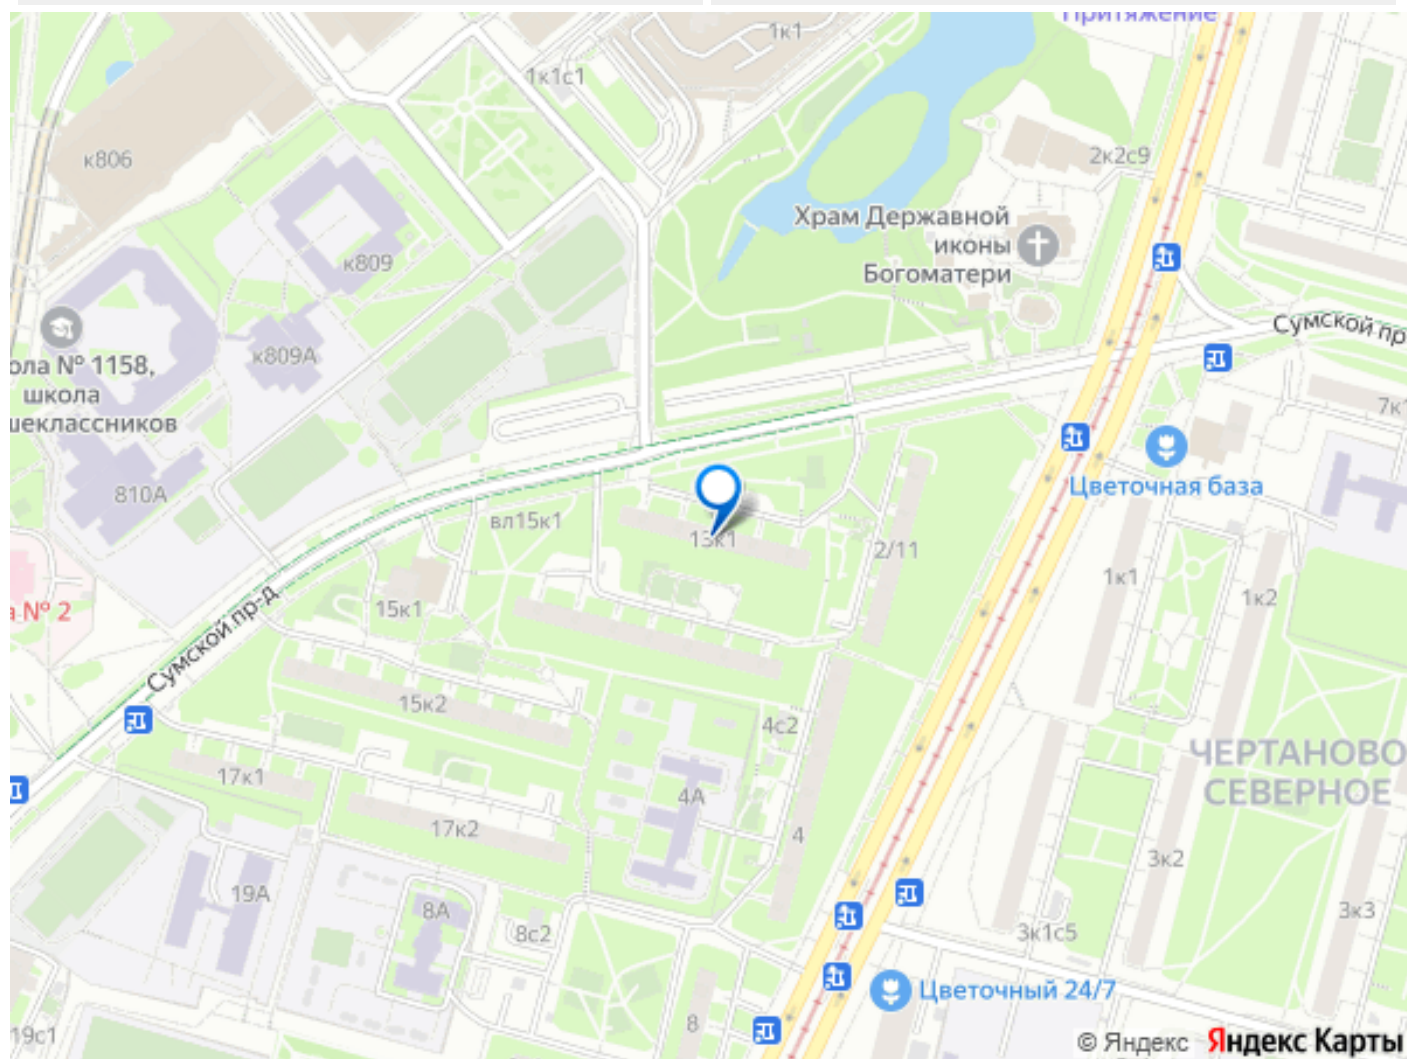 Притяжение
1к1
1к1с1
к806
2к2с9
Храм Державной
иконы
Богоматери
к809
Сумской пр
к809А
ола № 1158,
школа
шеклассников
7к1
810А
Цветочная база
вл15к1
13к1
2/11
1к1
1к2
а № 2
15к1
Сумской пр-д
15к2
4с2
ЧЕРТАНОВО
СЕВЕРНОЕ
17к1
4А
17к2
4
3к2
19А
8А
8с2
3к1с5
3к3
Цветочный 24/7
19с1
8
© Яндекс Яндекс Карты